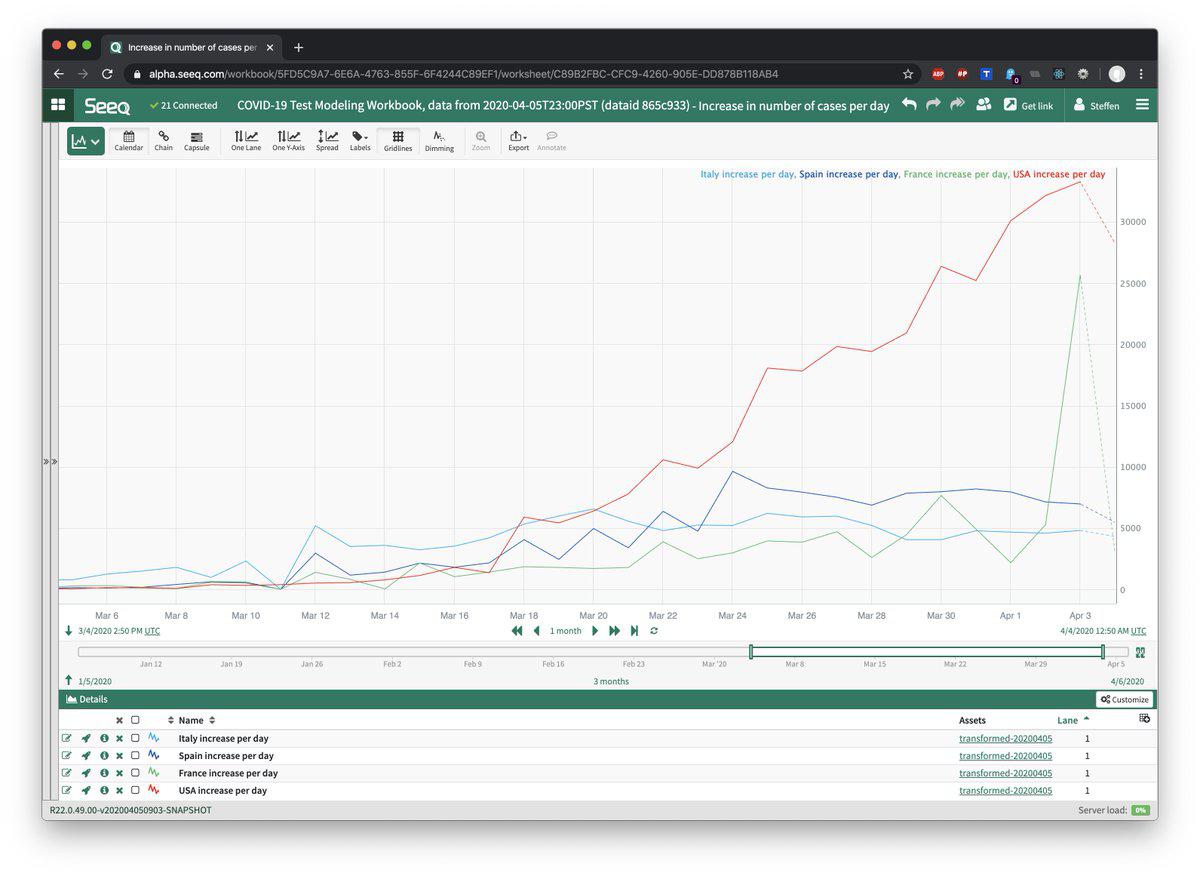 Increase in number of cases per
alpha.seeq.com/workbook/5FD5C9A7-6E6A-4763-855F-6F4244C89EF1/worksheet/C89B2FBC-CFC9-4260-905E-DD878B118AB4
ABP
T
0
Seeq
21 Connected
COVID-19 Test Modeling Workbook, data from 2020-04-05T23:00PST (dataid 865c933) - Increase in number of cases per day
Get link
Steffen
Calendar Chain Capsule One Lane One Y-Axis Spread Labels Gridlines Dimming Zoom Export Annotate
Italy increase per day, Spain increase per day, France increase per day, USA increase per day
30000
25000
20000
15000
10000
5000
0
Mar 6 Mar 8 Mar 10 Mar 12 Mar 14 Mar 16 Mar 18 Mar 20 Mar 22 Mar 24 Mar 26 Mar 28 Mar 30 Apr 1 Apr 3
3/4/2020 2:50 PM UTC
1 month
4/4/2020 12:50 AM UTC
Jan 12 Jan 19 Jan 26 Feb 2 Feb 9 Feb 16 Feb 23 Mar '20 Mar 8 Mar 15 Mar 22 Mar 29 Apr 5
1/5/2020
3 months
4/6/2020
Details
Customize
Name Assets Lane
Italy increase per day transformed-20200405 1
Spain increase per day transformed-20200405 1
France increase per day transformed-20200405 1
USA increase per day transformed-20200405 1
R22.0.49.00-v202004050903-SNAPSHOT
Server load: 0%